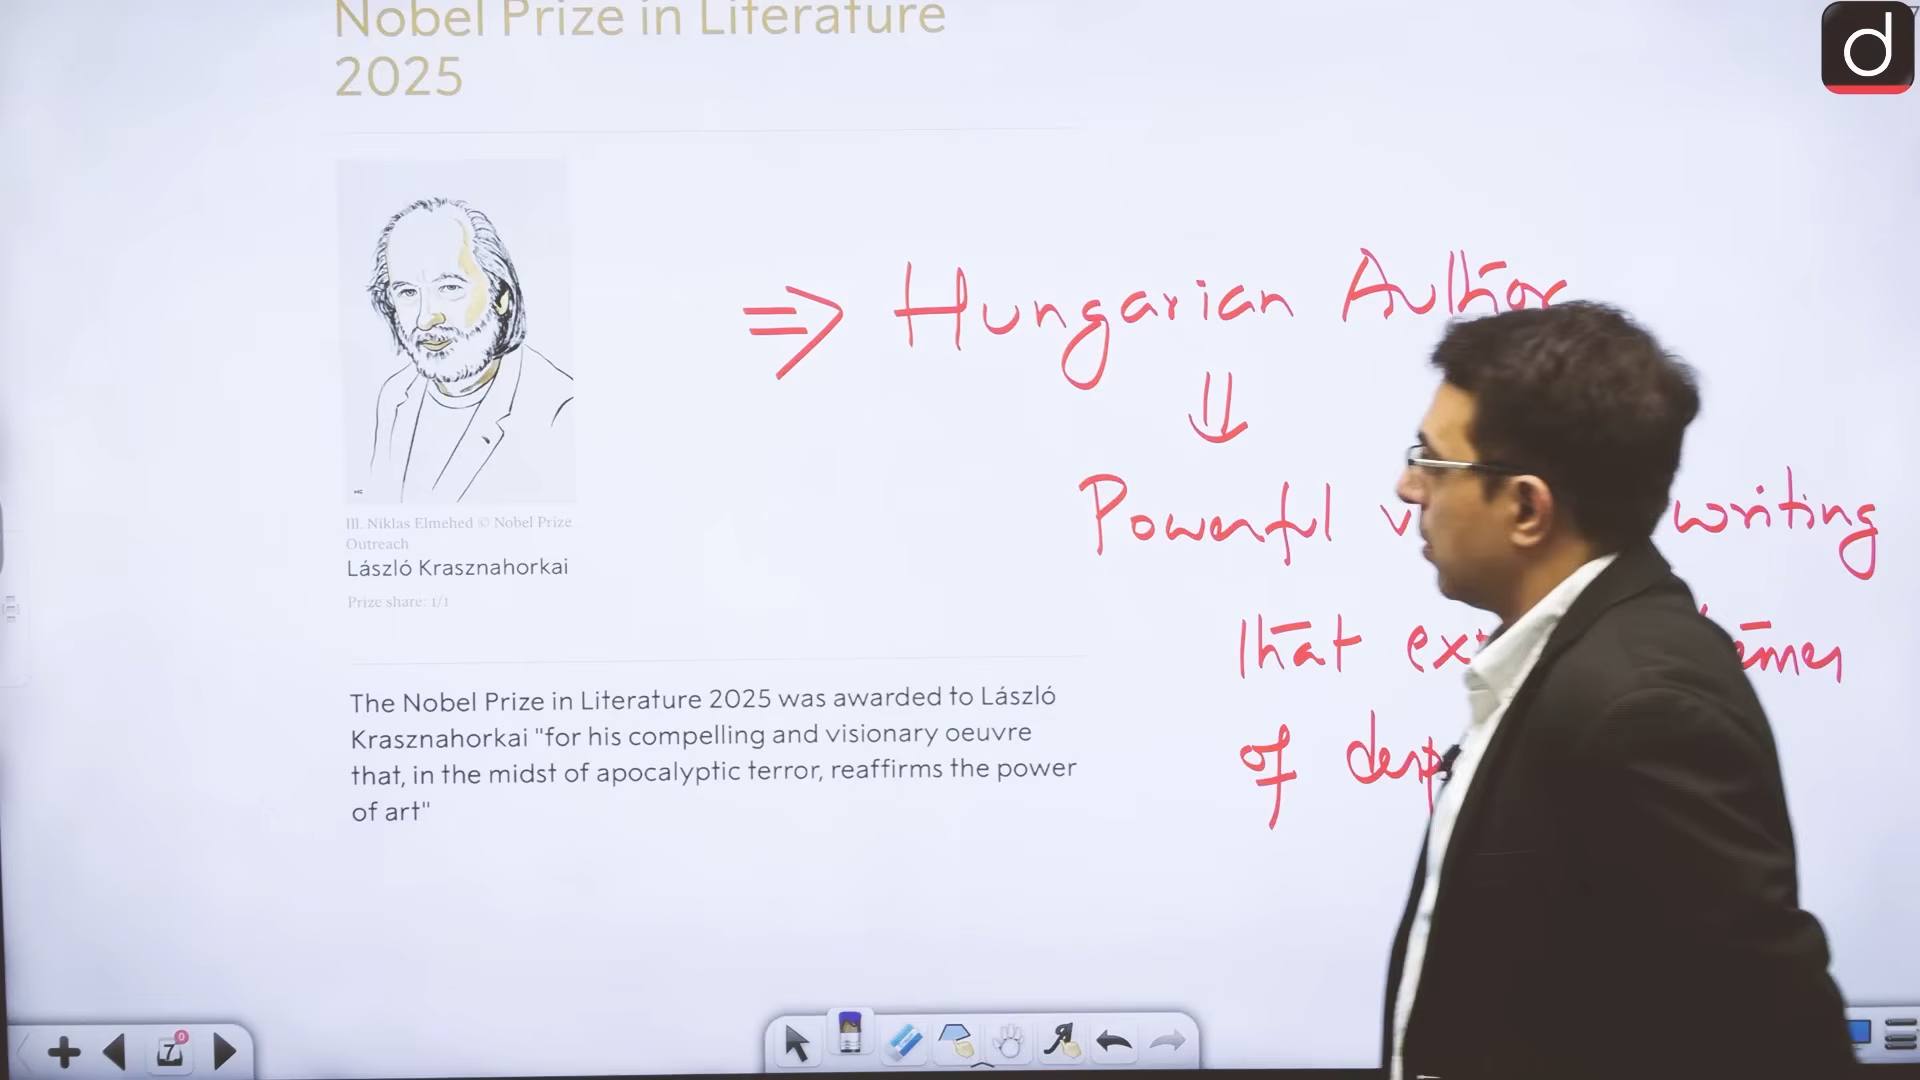 Nobel Prize in Literature
2025
Ill. Niklas Elmehed © Nobel Prize
Outreach
László Krasznahorkai
Prize share: 1/1
The Nobel Prize in Literature 2025 was awarded to László
Krasznahorkai "for his compelling and visionary oeuvre
that, in the midst of apocalyptic terror, reaffirms the power
of art"
⇒ Hungarian Author
⇓
Powerful writing
that
of
d
7
0